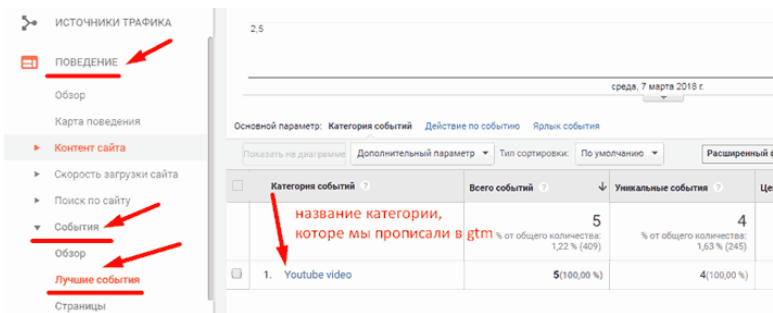 ИСТОЧНИКИ ТРАФИКА
ПОВЕДЕНИЕ
Обзор
Карта поведения
Контент сайта
Скорость загрузки сайта
Поиск по сайту
События
Обзор
Лучшие события
Страницы
2,5
среда, 7 марта 2018 г.
Основной параметр: Категория событий Действие по событию Ярлык события
Показать на диаграмме Дополнительный параметр Тип сортировки: По умолчанию Расширенный ф
Категория событий ? Всего событий ? Уникальные события ? Це
название категории,
которе мы прописали в gtm
5
% от общего количества:
1,22 % (409)
4
% от общего количества:
1,63 % (245)
1. Youtube video 5(100,00 %) 4(100,00 %)